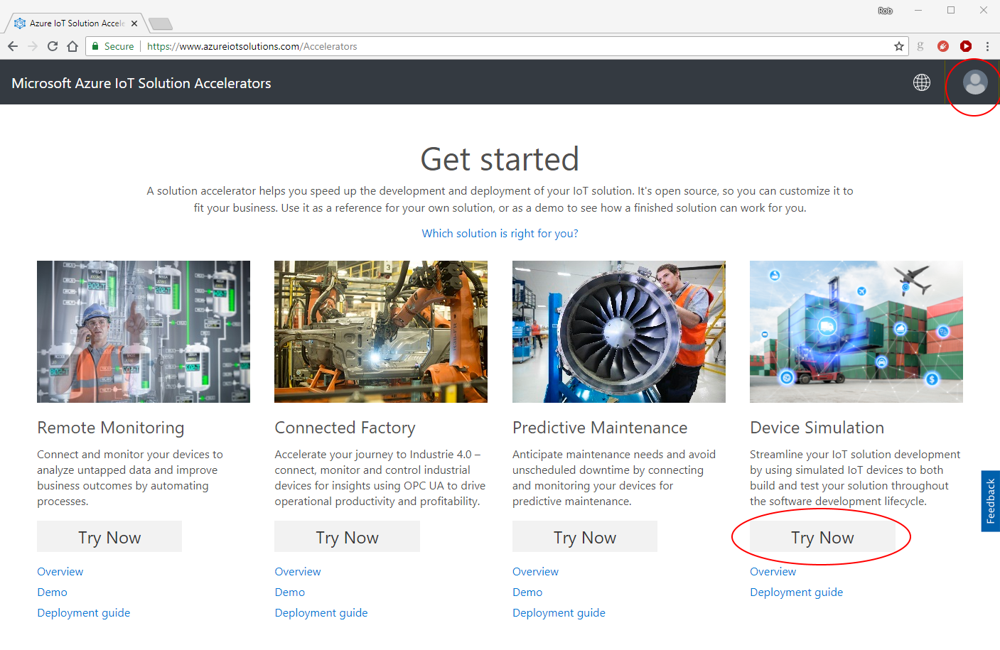 Rob
Azure IoT Solution Accele
Secure
https://www.azureiotsolutions.com/Accelerators
g
Microsoft Azure IoT Solution Accelerators
Get started
A solution accelerator helps you speed up the development and deployment of your IoT solution. It's open source, so you can customize it to
fit your business. Use it as a reference for your own solution, or as a demo to see how a finished solution can work for you.
Which solution is right for you?
3
Remote Monitoring
Connect and monitor your devices to
analyze untapped data and improve
business outcomes by automating
processes.
Try Now
Overview
Demo
Deployment guide
Connected Factory
Accelerate your journey to Industrie 4.0 –
connect, monitor and control industrial
devices for insights using OPC UA to drive
operational productivity and profitability.
Try Now
Overview
Demo
Deployment guide
Predictive Maintenance
Anticipate maintenance needs and avoid
unscheduled downtime by connecting
and monitoring your devices for
predictive maintenance.
Try Now
Overview
Demo
Deployment guide
Device Simulation
Streamline your IoT solution development
by using simulated IoT devices to both
build and test your solution throughout
the software development lifecycle.
Try Now
Overview
Deployment guide
Feedback